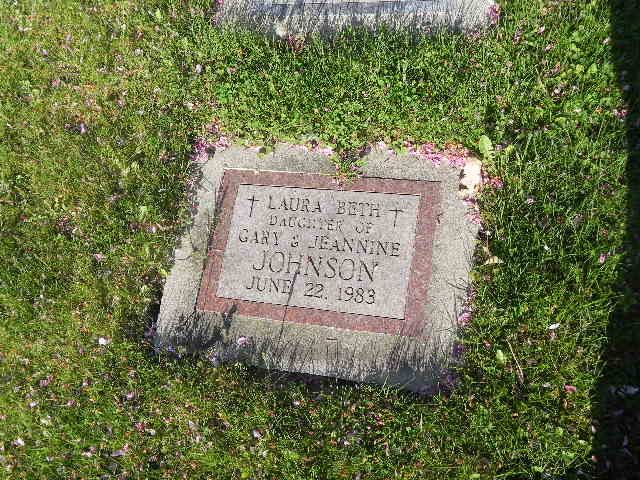 LAURA BETH
DAUGHTER OF
GARY & JEANNINE
JOHNSON
JUNE 22, 1983